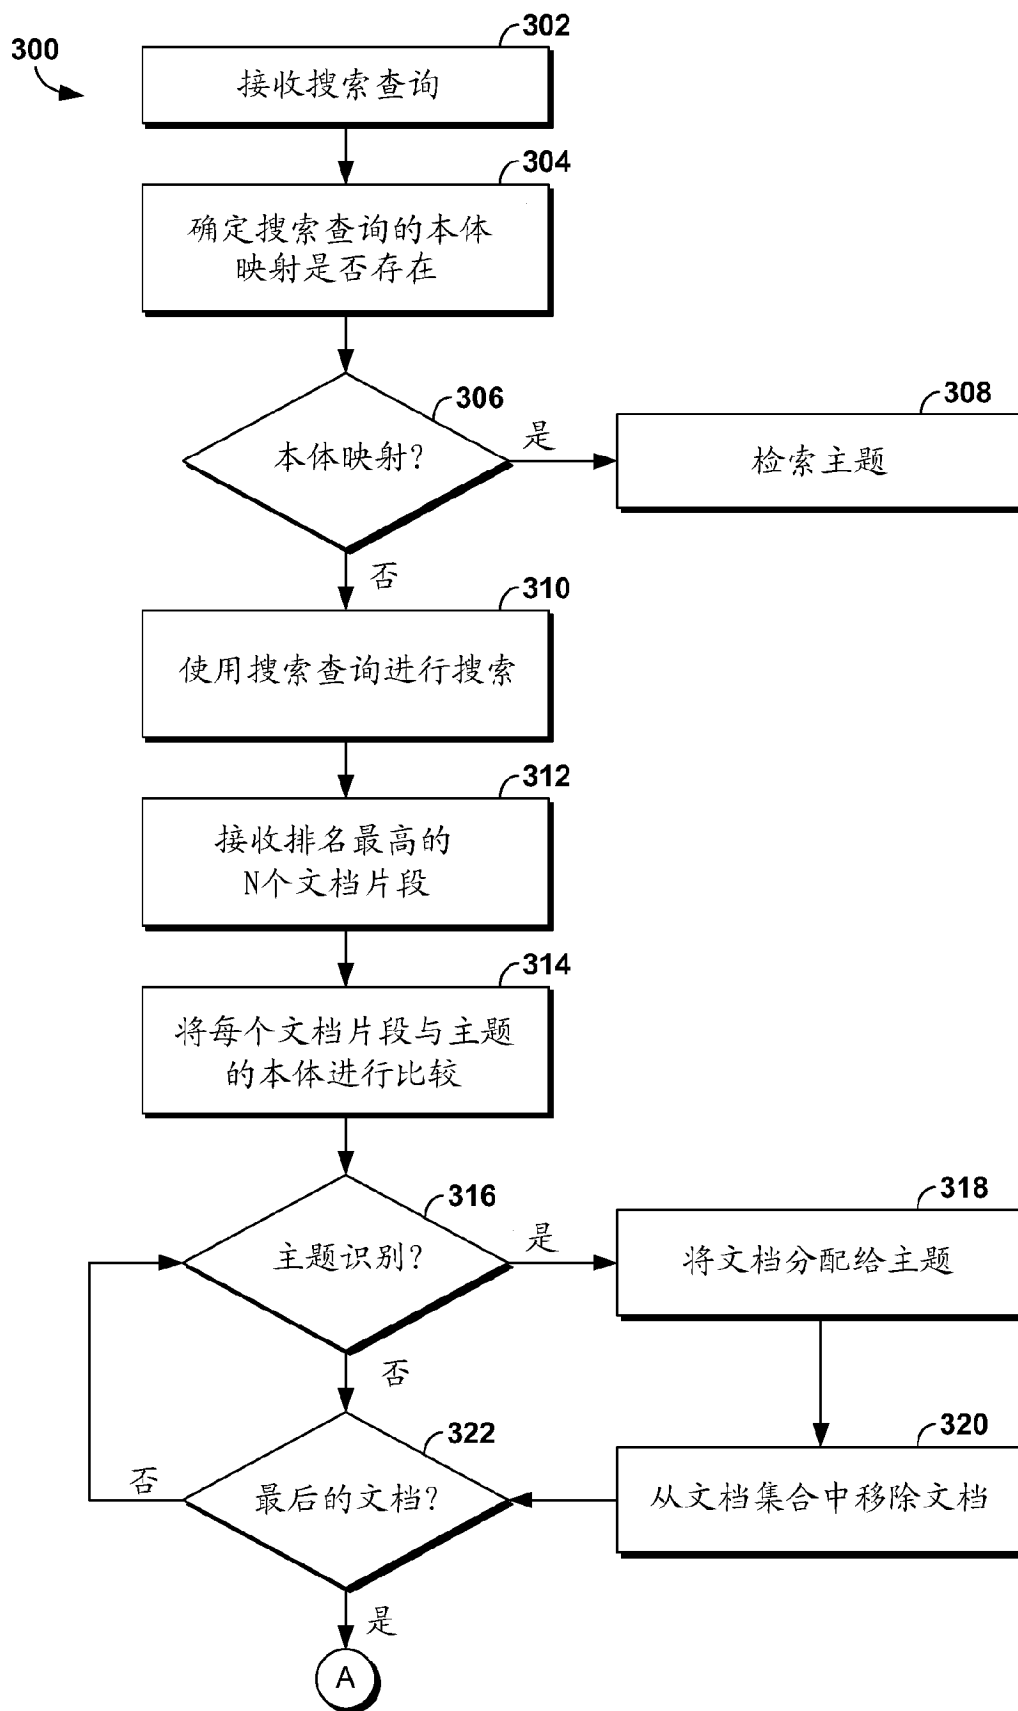 300
302
接收搜索查询
304
确定搜索查询的本体
映射是否存在
306
本体映射?
是
308
检索主题
否
310
使用搜索查询进行搜索
312
接收排名最高的
N个文档片段
314
将每个文档片段与主题
的本体进行比较
316
主题识别?
是
318
将文档分配给主题
否
322
最后的文档?
否
320
从文档集合中移除文档
是
A